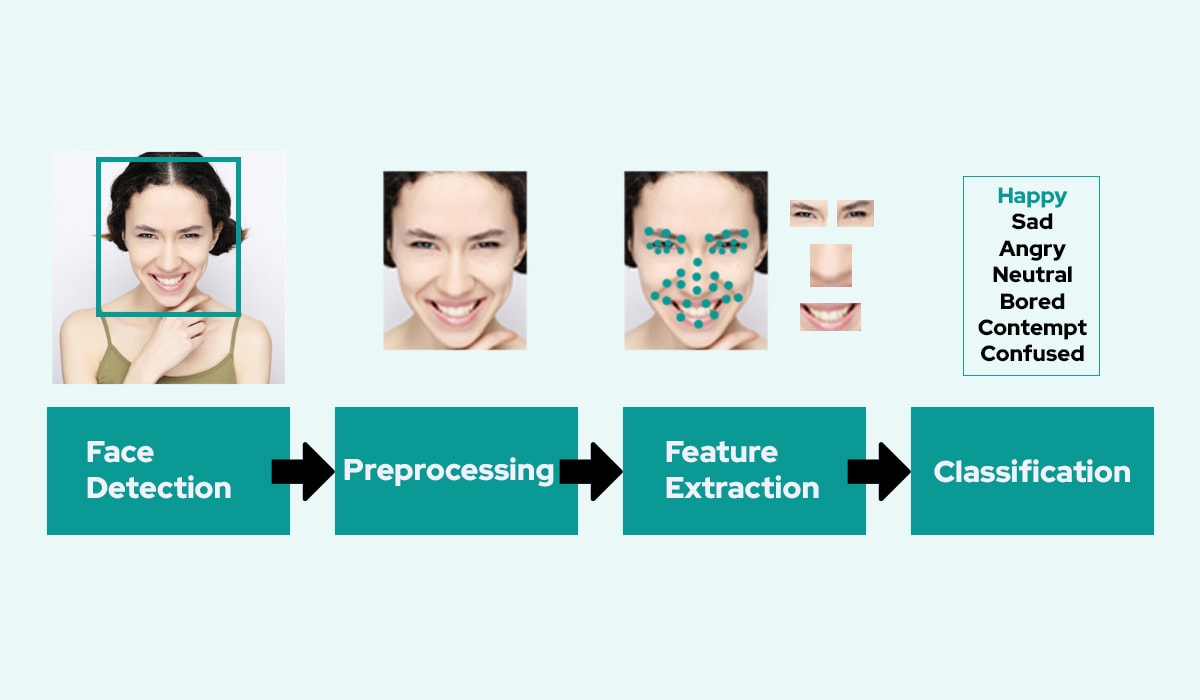 Happy
Sad
Angry
Neutral
Bored
Contempt
Confused
Face
Detection
Preprocessing
Feature
Extraction
Classification